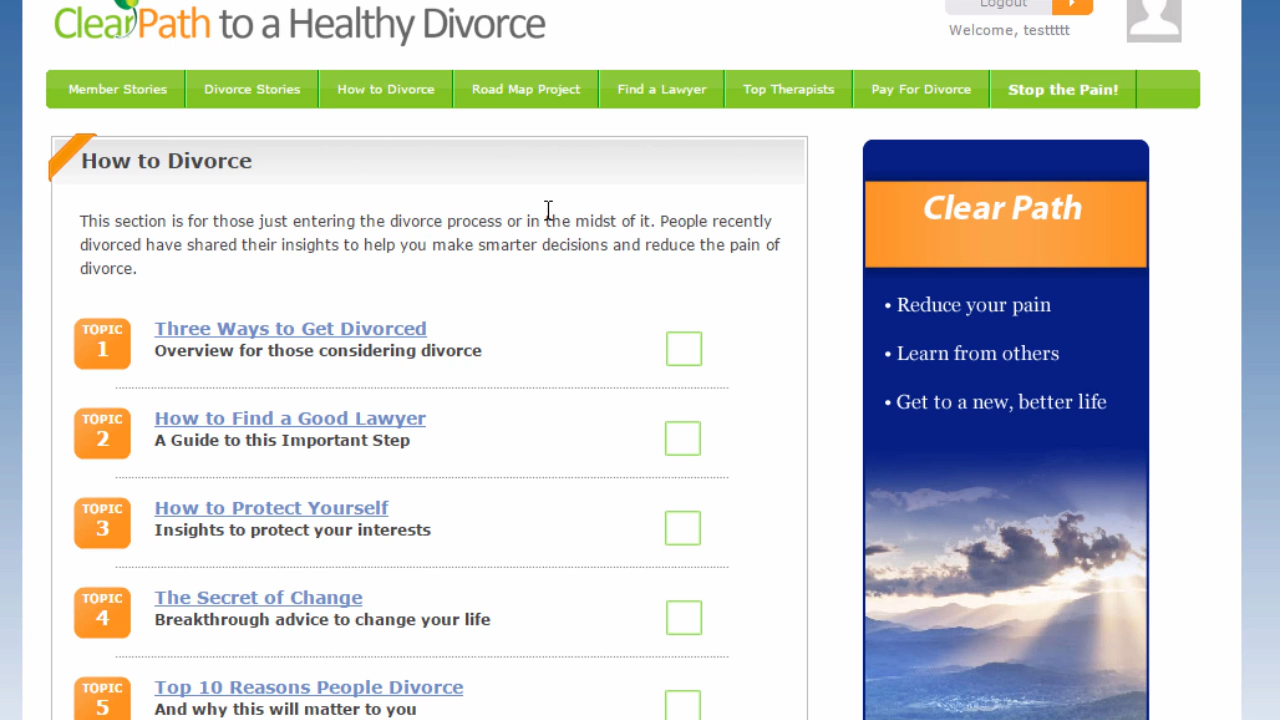 ClearPath to a Healthy Divorce
Logout
Welcome, testtttt
Member Stories
Divorce Stories
How to Divorce
Road Map Project
Find a Lawyer
Top Therapists
Pay For Divorce
Stop the Pain!
How to Divorce
This section is for those just entering the divorce process or in the midst of it. People recently
divorced have shared their insights to help you make smarter decisions and reduce the pain of
divorce.
TOPIC
1
Three Ways to Get Divorced
Overview for those considering divorce
TOPIC
2
How to Find a Good Lawyer
A Guide to this Important Step
TOPIC
3
How to Protect Yourself
Insights to protect your interests
TOPIC
4
The Secret of Change
Breakthrough advice to change your life
TOPIC
5
Top 10 Reasons People Divorce
And why this will matter to you
Clear Path
• Reduce your pain
• Learn from others
• Get to a new, better life